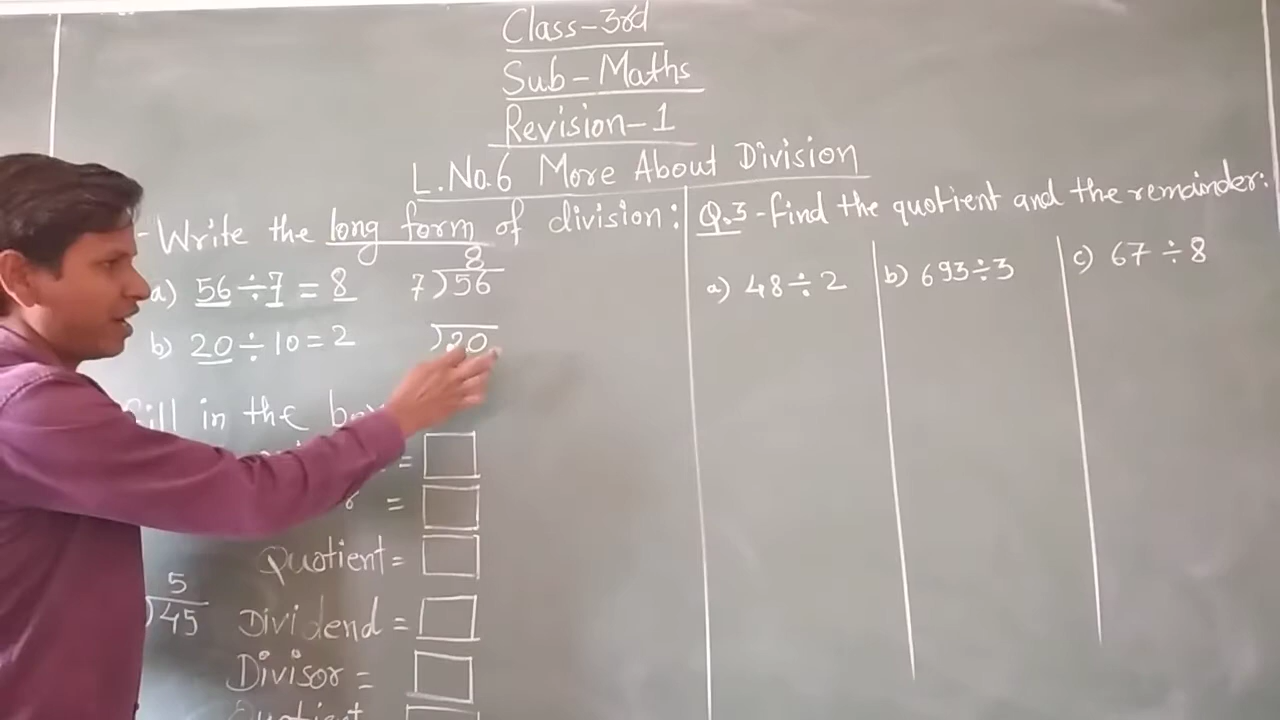 Class-3rd
Sub-Maths
Revision-1
L.No.6 More About Division
-Write the long form of division:
a) 56÷7 = 8
8
7)56
b) 20÷10=2
)20
fill in the
=
=
Quotient=
5
)45
Dividend=
Divisor=
Quotient
Q.3-find the quotient and the remainder:
a) 48÷2
b) 693÷3
c) 67÷8